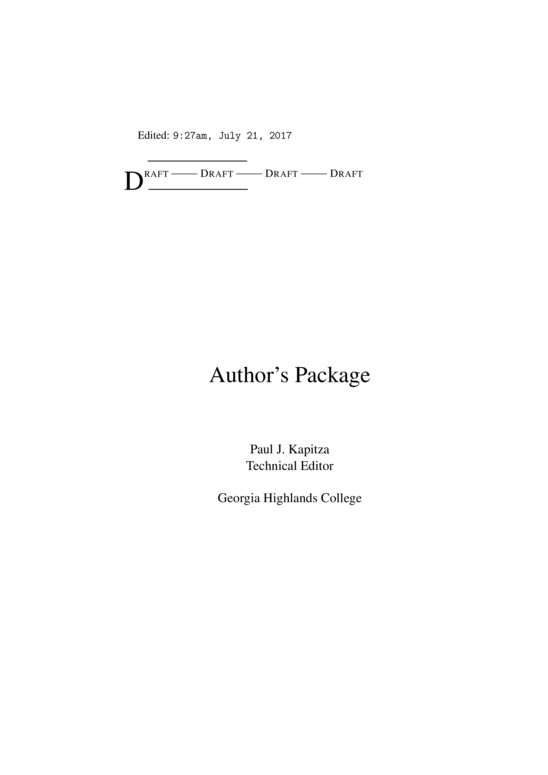 Edited: 9:27am, July 21, 2017
DRAFT —— DRAFT —— DRAFT —— DRAFT
Author's Package
Paul J. Kapitza
Technical Editor
Georgia Highlands College